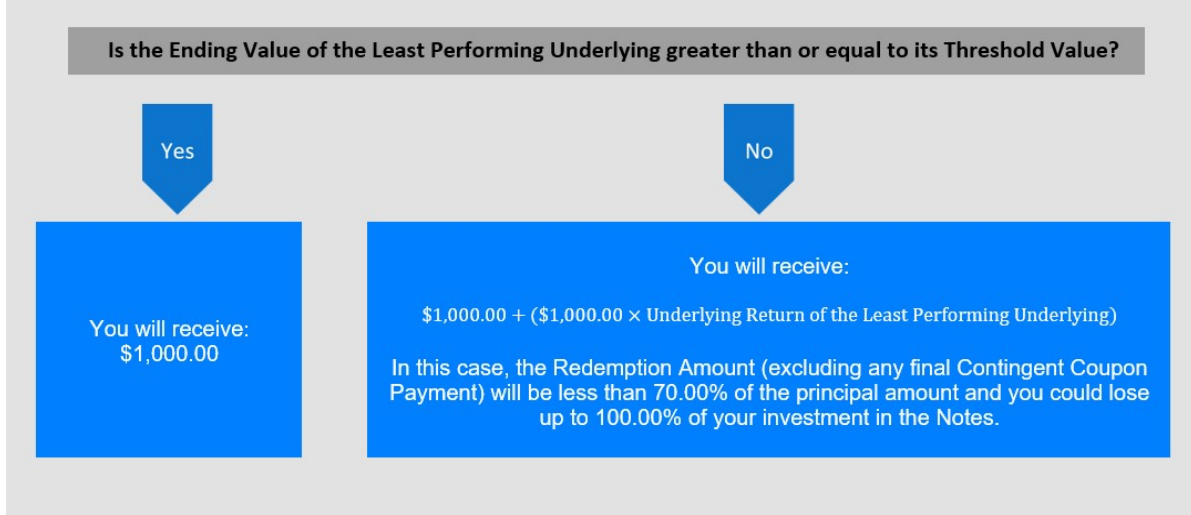 Is the Ending Value of the Least Performing Underlying greater than or equal to its Threshold Value?
Yes
No
You will receive:
$1,000.00
You will receive:
$1,000.00 + ($1,000.00 × Underlying Return of the Least Performing Underlying)
In this case, the Redemption Amount (excluding any final Contingent Coupon
Payment) will be less than 70.00% of the principal amount and you could lose
up to 100.00% of your investment in the Notes.